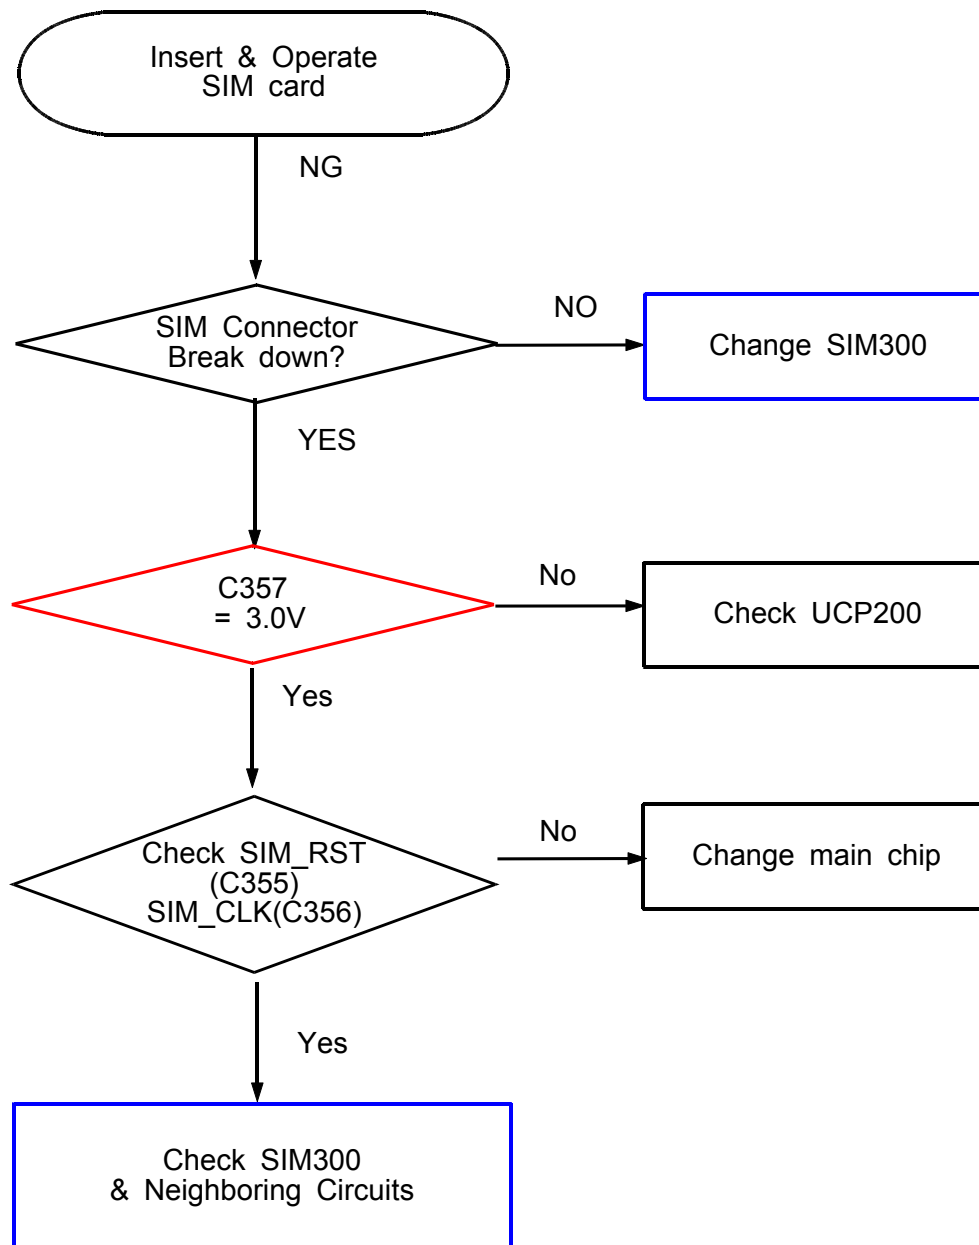 Insert & Operate
SIM card
NG
SIM Connector
Break down?
NO
Change SIM300
YES
C357
= 3.0V
No
Check UCP200
Yes
Check SIM_RST
(C355)
SIM_CLK(C356)
No
Change main chip
Yes
Check SIM300
& Neighboring Circuits